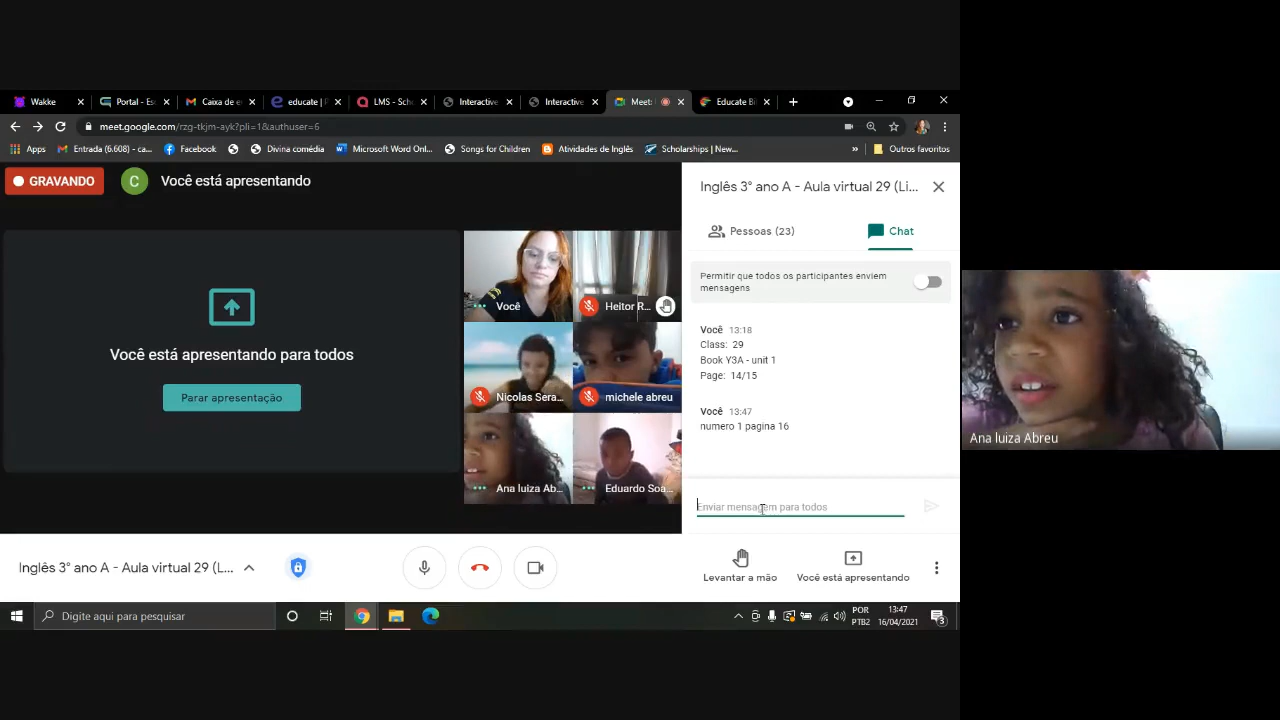 Wakke
Portal - Es
Caixa de e
educate | F
LMS - Sch
Interactive
Interactive
Meet:
Educate B
meet.google.com/rzg-tkjm-ayk?pli=1&authuser=6
Apps
Entrada (6.608) - ca...
Facebook
Divina comédia
Microsoft Word Onl...
Songs for Children
Atividades de Inglês
Scholarships | New...
»
Outros favoritos
GRAVANDO
C
Você está apresentando
Você está apresentando para todos
Parar apresentação
Você
Heitor R...
Nicolas Sera...
michele abreu
Ana luiza Ab...
Eduardo Soa...
Inglês 3° ano A - Aula virtual 29 (Li...
Pessoas (23)
Chat
Permitir que todos os participantes enviem
mensagens
Você 13:18
Class: 29
Book Y3A - unit 1
Page: 14/15
Você 13:47
numero 1 pagina 16
Enviar mensagem para todos
Inglês 3° ano A - Aula virtual 29 (L...
Levantar a mão
Você está apresentando
Digite aqui para pesquisar
POR
PTB2
13:47
16/04/2021
3
Ana luiza Abreu